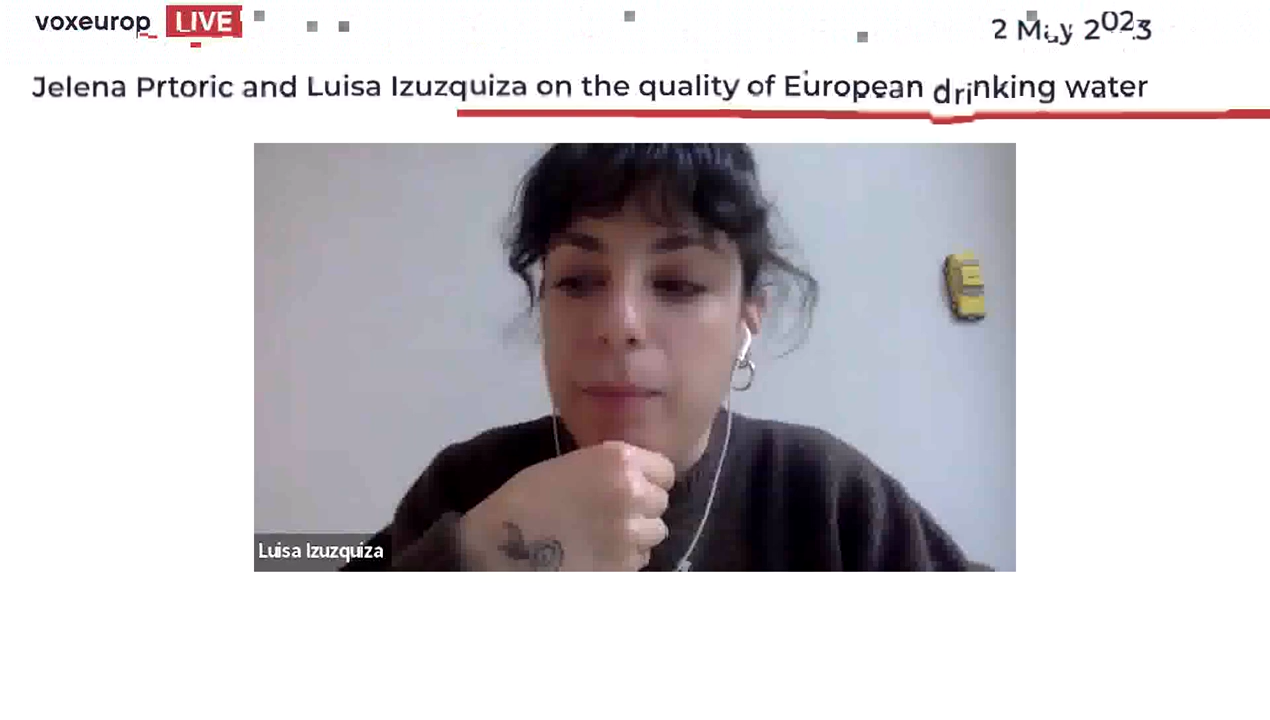 voxeurop LIVE
2 May 2023
Jelena Prtoric and Luisa Izuzquiza on the quality of European drinking water
Luisa Izuzquiza